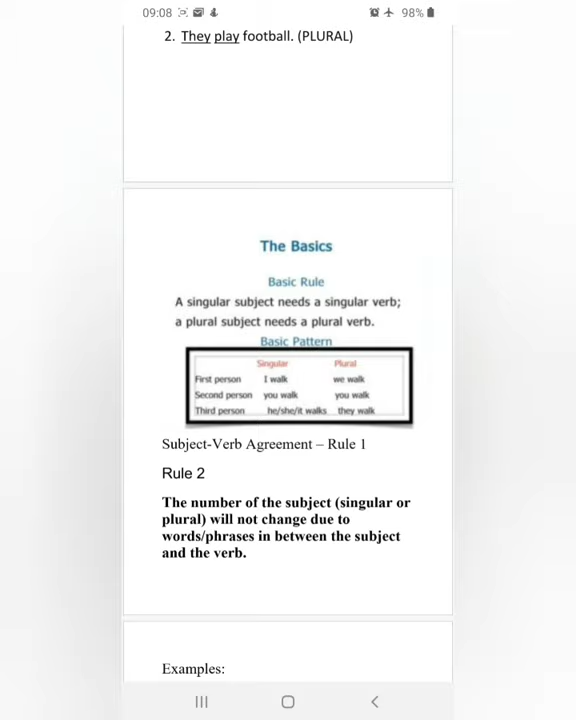 09:08 98%
2. They play football. (PLURAL)
The Basics
Basic Rule
A singular subject needs a singular verb;
a plural subject needs a plural verb.
Basic Pattern
Singular Plural
First person I walk we walk
Second person you walk you walk
Third person he/she/it walks they walk
Subject-Verb Agreement – Rule 1
Rule 2
The number of the subject (singular or
plural) will not change due to
words/phrases in between the subject
and the verb.
Examples: